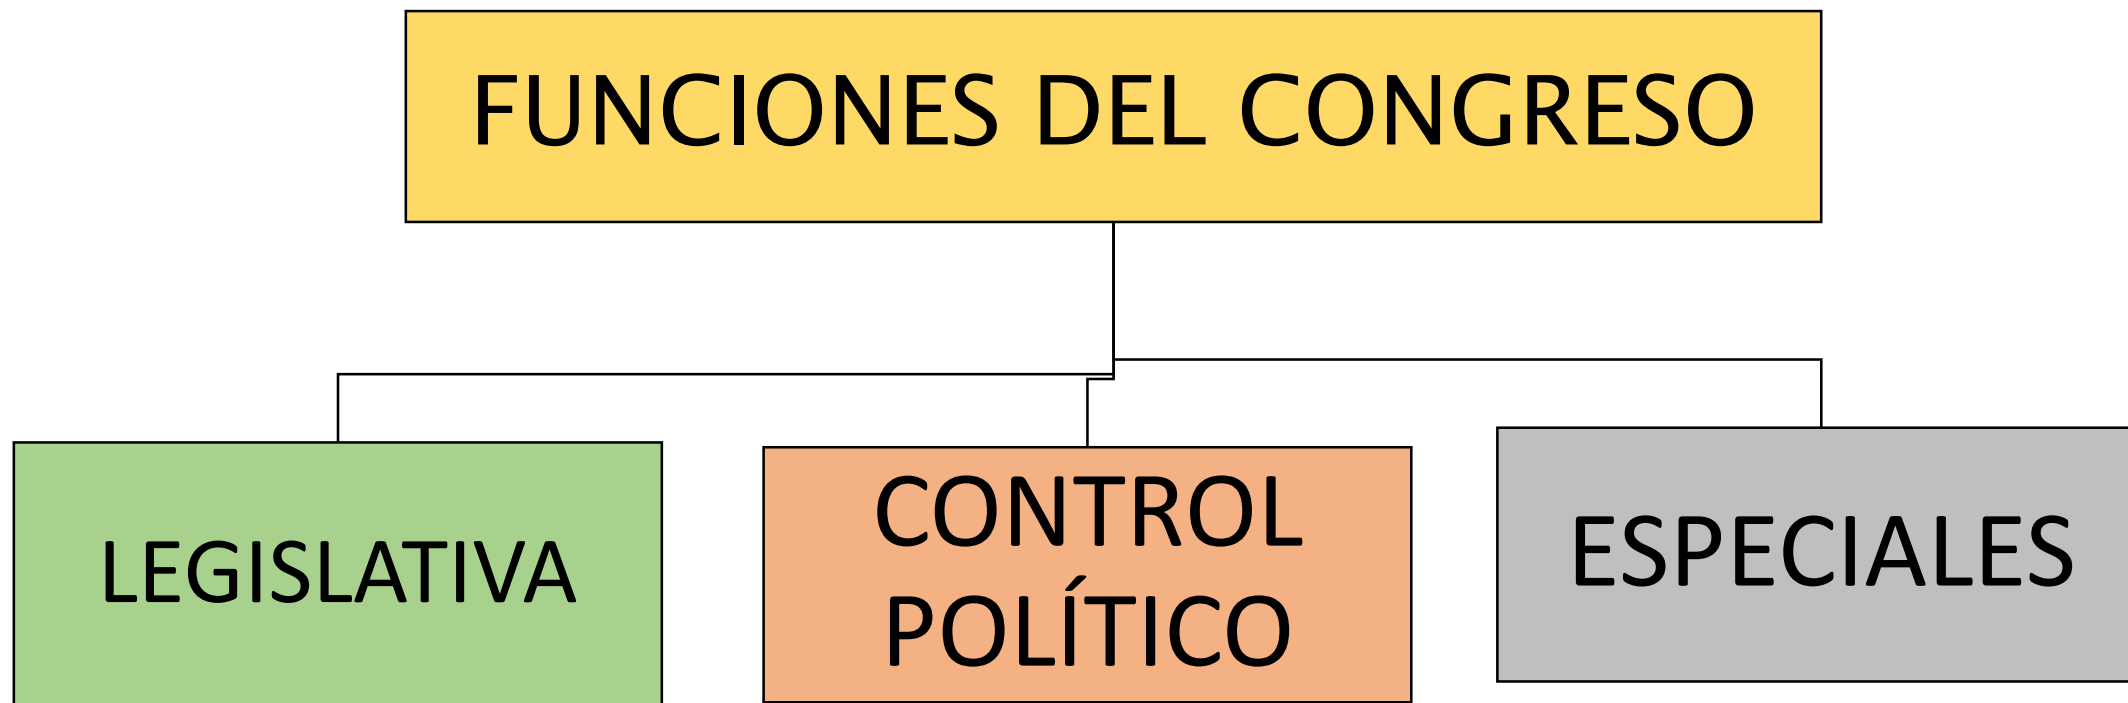 FUNCIONES DEL CONGRESO
LEGISLATIVA
CONTROL
POLÍTICO
ESPECIALES